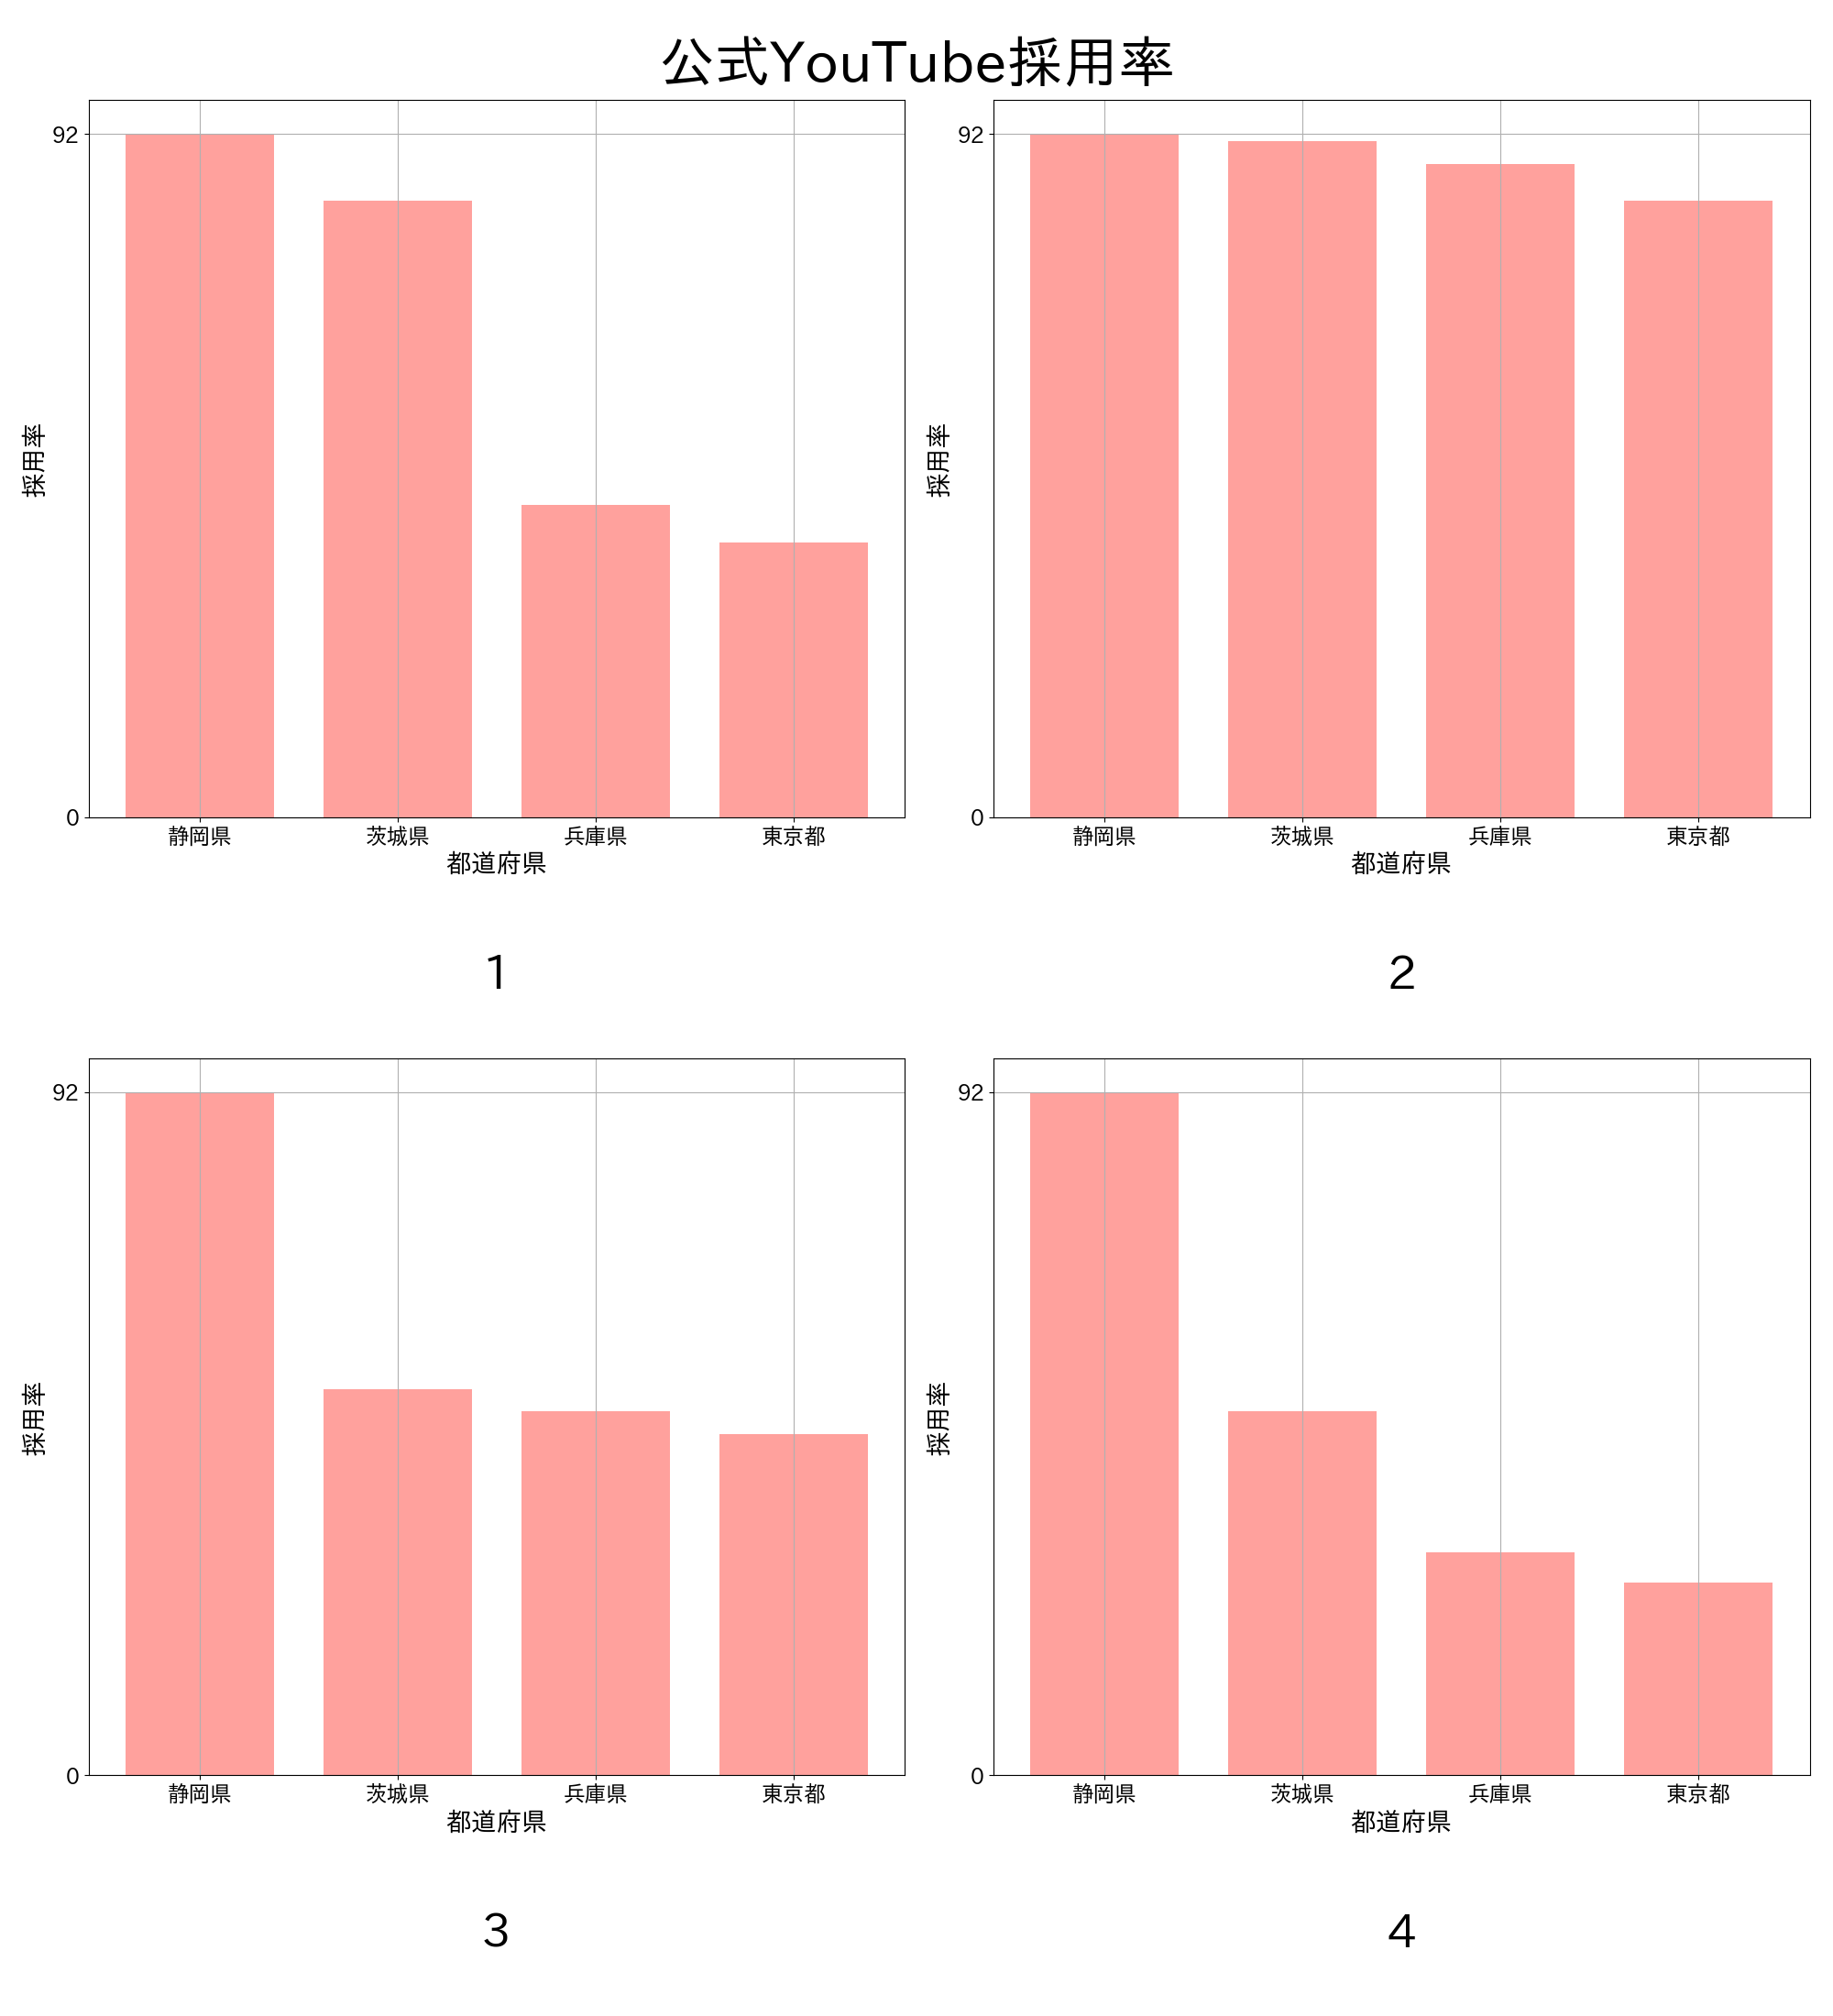 公式YouTube採用率
92
0
採用率
静岡県 茨城県 兵庫県 東京都
都道府県
1
92
0
採用率
静岡県 茨城県 兵庫県 東京都
都道府県
2
92
0
採用率
静岡県 茨城県 兵庫県 東京都
都道府県
3
92
0
採用率
静岡県 茨城県 兵庫県 東京都
都道府県
4